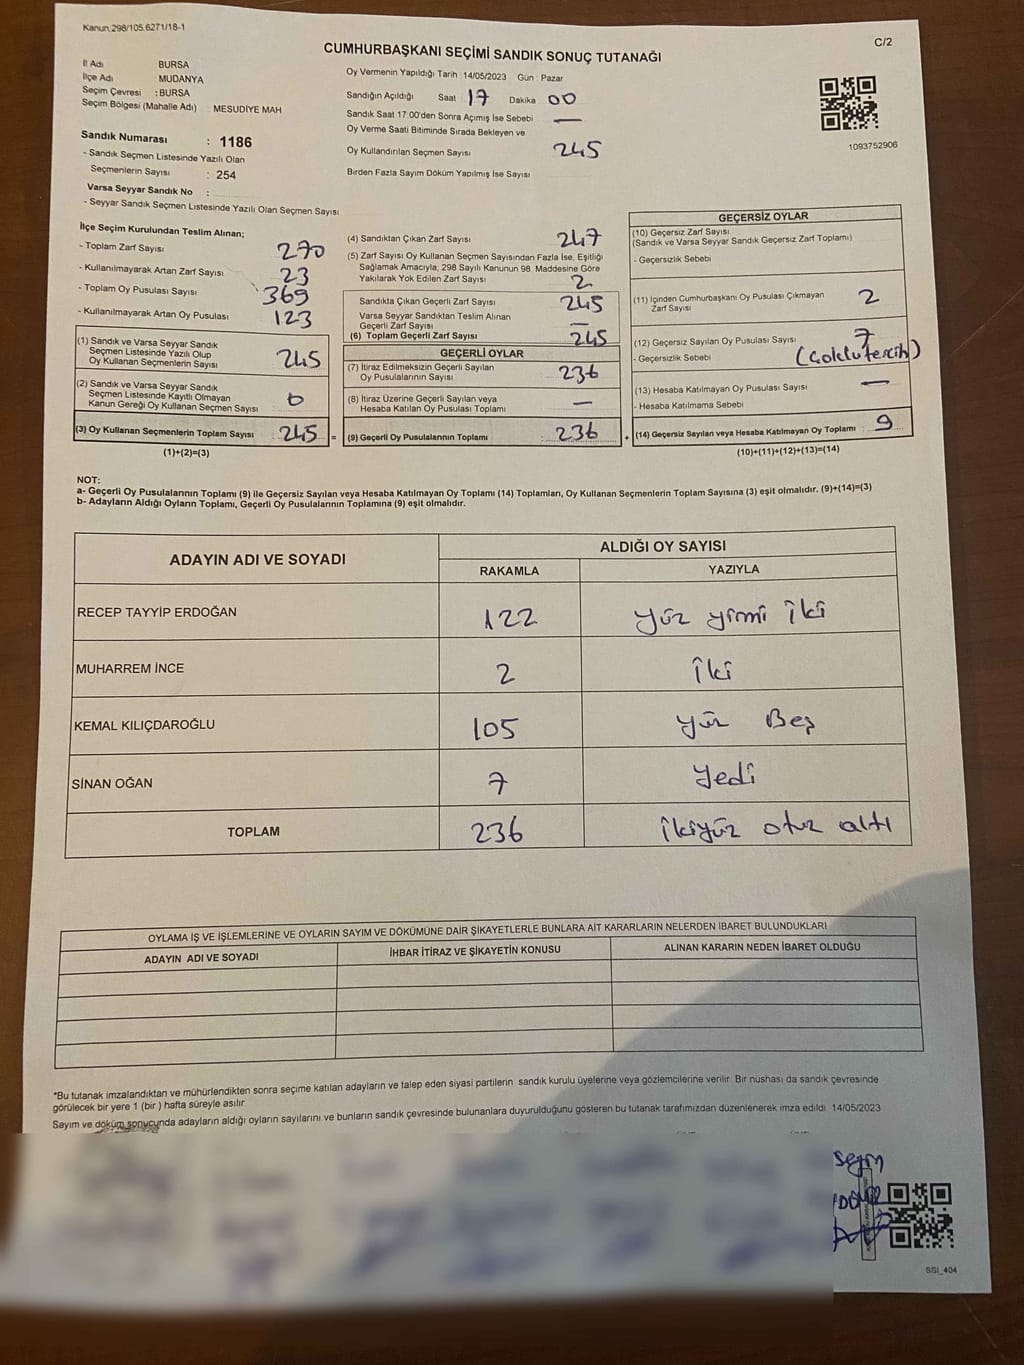 Kanun.298/105.6271/18-1
C/2
CUMHURBAŞKANI SEÇİMİ SANDIK SONUÇ TUTANAĞI
İl Adı : BURSA
İlçe Adı : MUDANYA
Seçim Çevresi : BURSA
Seçim Bölgesi (Mahalle Adı) : MESUDİYE MAH
Sandık Numarası : 1186
- Sandık Seçmen Listesinde Yazılı Olan
Seçmenlerin Sayısı : 254
Varsa Seyyar Sandık No :
- Seyyar Sandık Seçmen Listesinde Yazılı Olan Seçmen Sayısı
Oy Vermenin Yapıldığı Tarih :14/05/2023 Gün : Pazar
Sandığın Açıldığı Saat 17 Dakika 00
Sandık Saat 17.00'den Sonra Açımış İse Sebebi —
Oy Verme Saati Bitiminde Sırada Bekleyen ve
Oy Kullandırılan Seçmen Sayısı 245
Birden Fazla Sayım Döküm Yapılmış İse Sayısı
1093752906
İlçe Seçim Kurulundan Teslim Alınan;
- Toplam Zarf Sayısı 270
- Kullanılmayarak Artan Zarf Sayısı 23
- Toplam Oy Pusulası Sayısı 369
- Kullanılmayarak Artan Oy Pusulası 123
(1) Sandık ve Varsa Seyyar Sandık
Seçmen Listesinde Yazılı Olup
Oy Kullanan Seçmenlerin Sayısı 245
(2) Sandık ve Varsa Seyyar Sandık
Seçmen Listesinde Kayıtlı Olmayan
Kanun Gereği Oy Kullanan Seçmen Sayısı 0
(3) Oy Kullanan Seçmenlerin Toplam Sayısı : 245 =
(1)+(2)=(3)
(4) Sandıktan Çıkan Zarf Sayısı 247
(5) Zarf Sayısı Oy Kullanan Seçmen Sayısından Fazla İse, Eşitliği
Sağlamak Amacıyla, 298 Sayılı Kanunun 98. Maddesine Göre
Yakılarak Yok Edilen Zarf Sayısı 2
Sandıkta Çıkan Geçerli Zarf Sayısı 245
Varsa Seyyar Sandıktan Teslim Alınan
Geçerli Zarf Sayısı —
(6) Toplam Geçerli Zarf Sayısı 245
GEÇERLİ OYLAR
(7) İtiraz Edilmeksizin Geçerli Sayılan
Oy Pusulalarının Sayısı 236
(8) İtiraz Üzerine Geçerli Sayılan veya
Hesaba Katılan Oy Pusulası Toplamı —
(9) Geçerli Oy Pusulalarının Toplamı : 236 +
GEÇERSİZ OYLAR
(10) Geçersiz Zarf Sayısı
(Sandık ve Varsa Seyyar Sandık Geçersiz Zarf Toplamı)
- Geçersizlik Sebebi
(11) İçinden Cumhurbaşkanı Oy Pusulası Çıkmayan
Zarf Sayısı 2
(12) Geçersiz Sayılan Oy Pusulası Sayısı 7
- Geçersizlik Sebebi (Çoklu tercih)
(13) Hesaba Katılmayan Oy Pusulası Sayısı —
- Hesaba Katılmama Sebebi
(14) Geçersiz Sayılan veya Hesaba Katılmayan Oy Toplamı : 9
(10)+(11)+(12)+(13)=(14)
NOT:
a- Geçerli Oy Pusulalarının Toplamı (9) ile Geçersiz Sayılan veya Hesaba Katılmayan Oy Toplamı (14) Toplamları, Oy Kullanan Seçmenlerin Toplam Sayısına (3) eşit olmalıdır. (9)+(14)=(3)
b- Adayların Aldığı Oyların Toplamı, Geçerli Oy Pusulalarının Toplamına (9) eşit olmalıdır.
ADAYIN ADI VE SOYADI
ALDIĞI OY SAYISI
RAKAMLA YAZIYLA
RECEP TAYYİP ERDOĞAN 122 yüz yirmi iki
MUHARREM İNCE 2 iki
KEMAL KILIÇDAROĞLU 105 yüz Beş
SİNAN OĞAN 7 Yedi
TOPLAM 236 ikiyüz otuz altı
OYLAMA İŞ VE İŞLEMLERİNE VE OYLARIN SAYIM VE DÖKÜMÜNE DAİR ŞİKAYETLERLE BUNLARA AİT KARARLARIN NELERDEN İBARET BULUNDUKLARI
ADAYIN ADI VE SOYADI İHBAR İTİRAZ VE ŞİKAYETİN KONUSU ALINAN KARARIN NEDEN İBARET OLDUĞU
*Bu tutanak imzalandıktan ve mühürlendikten sonra seçime katılan adayların ve talep eden siyasi partilerin sandık kurulu üyelerine veya gözlemcilerine verilir. Bir nüshası da sandık çevresinde
görülecek bir yere 1 (bir ) hafta süreyle asılır.
Sayım ve döküm sonucunda adayların aldığı oyların sayılarını ve bunların sandık çevresinde bulunanlara duyurulduğunu gösteren bu tutanak tarafımızdan düzenlenerek imza edildi 14/05/2023
SSI_404